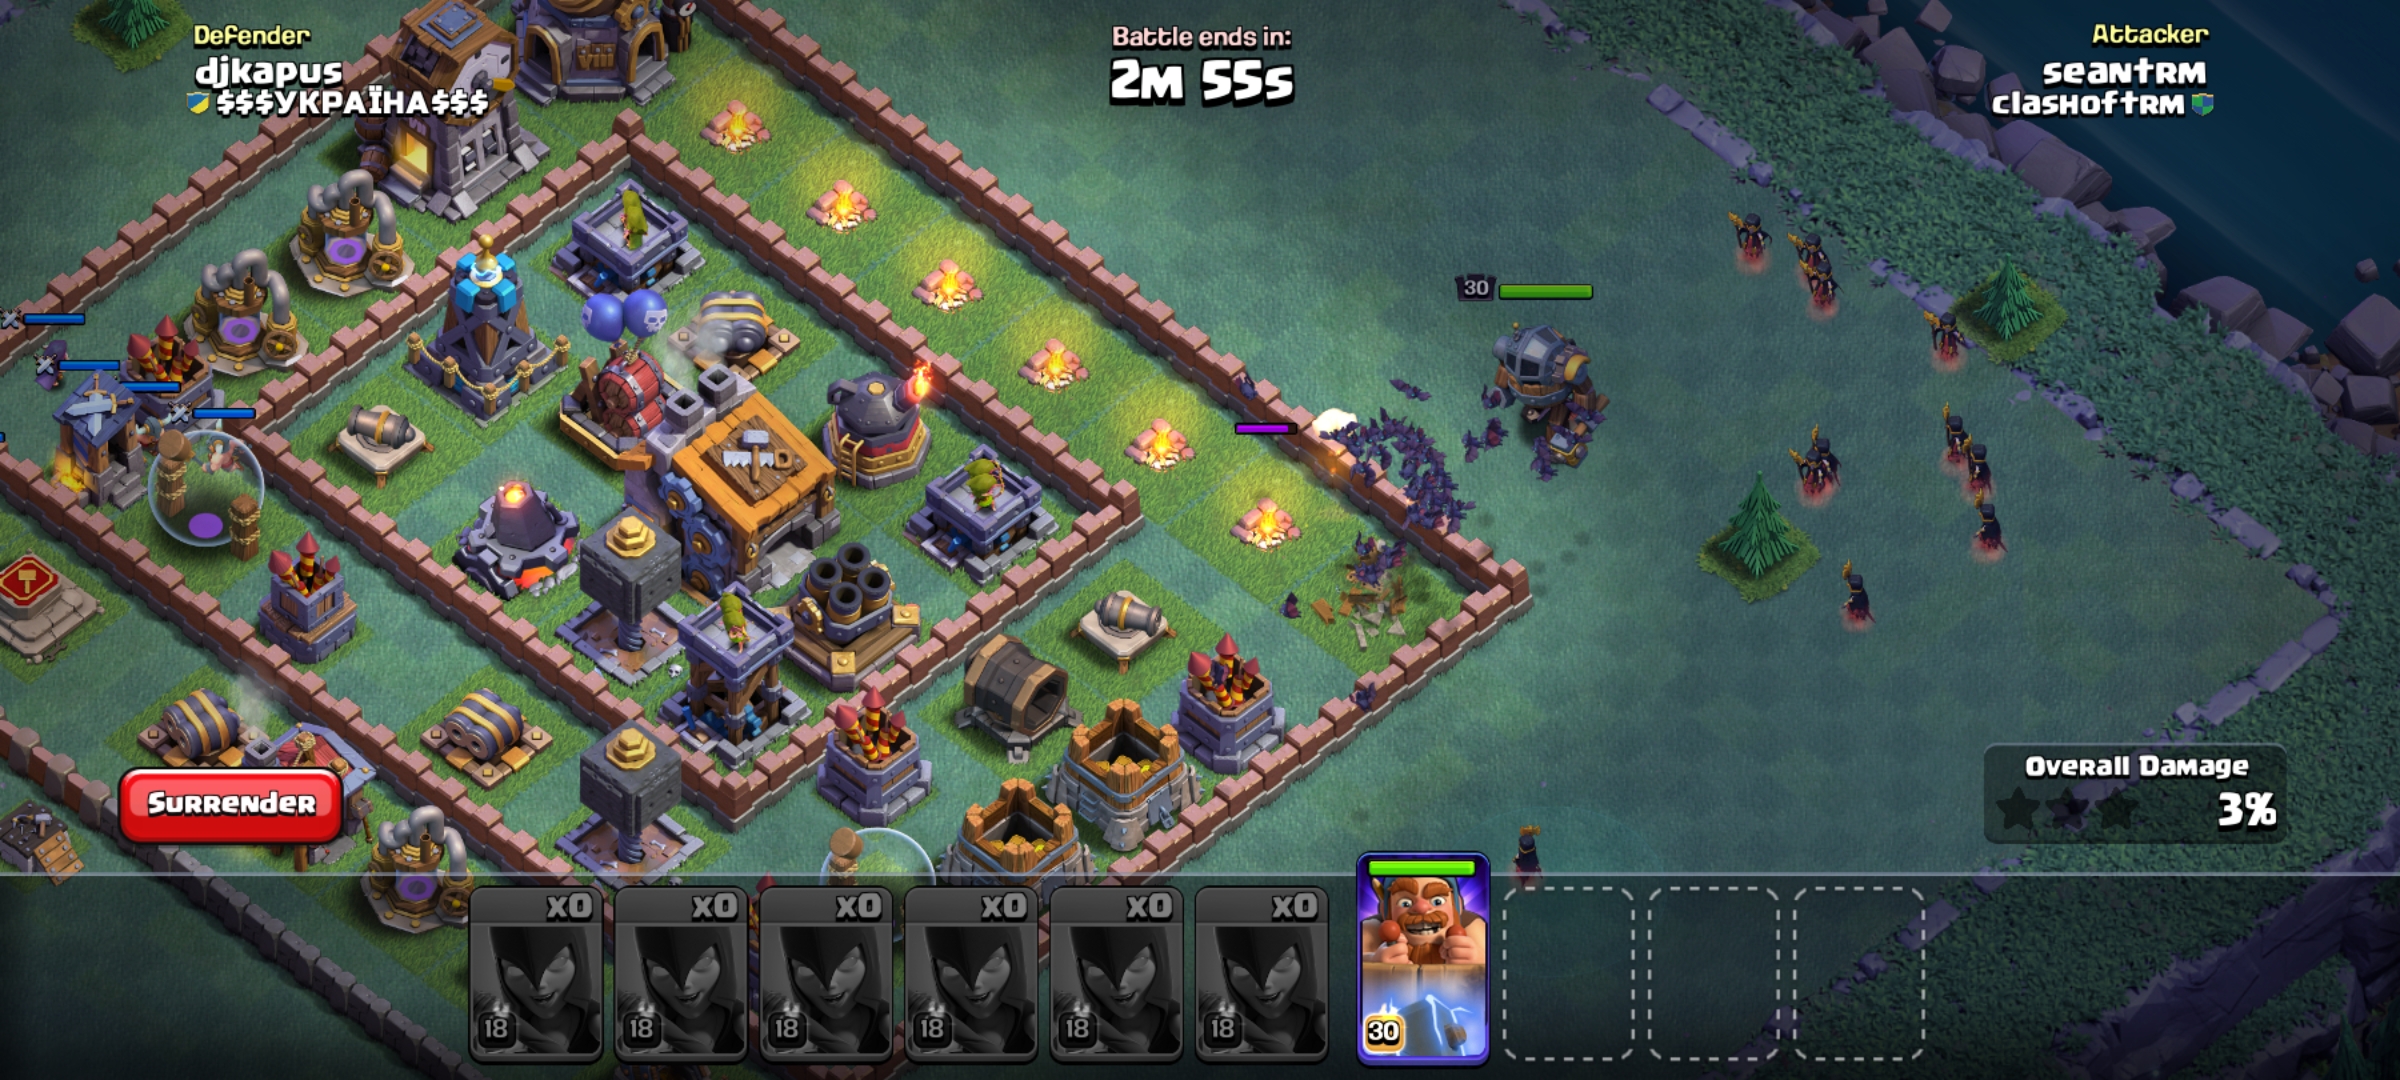 Defender
djkapus
$$$УКРАЇНА$$$
Battle ends in:
2M 55s
Attacker
seantRM
clashoftRM
VIII
30
Overall Damage
3%
Surrender
x0 x0 x0 x0 x0 x0
18 18 18 18 18 18 30